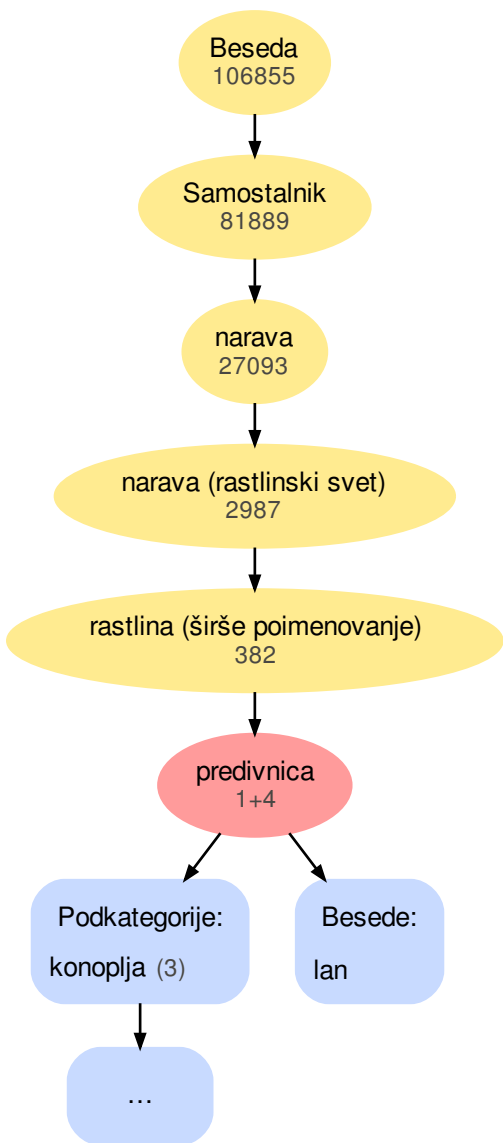 Beseda
106855
Samostalnik
81889
narava
27093
narava (rastlinski svet)
2987
rastlina (širše poimenovanje)
382
predivnica
1+4
Podkategorije:
konoplja (3)
Besede:
lan
…